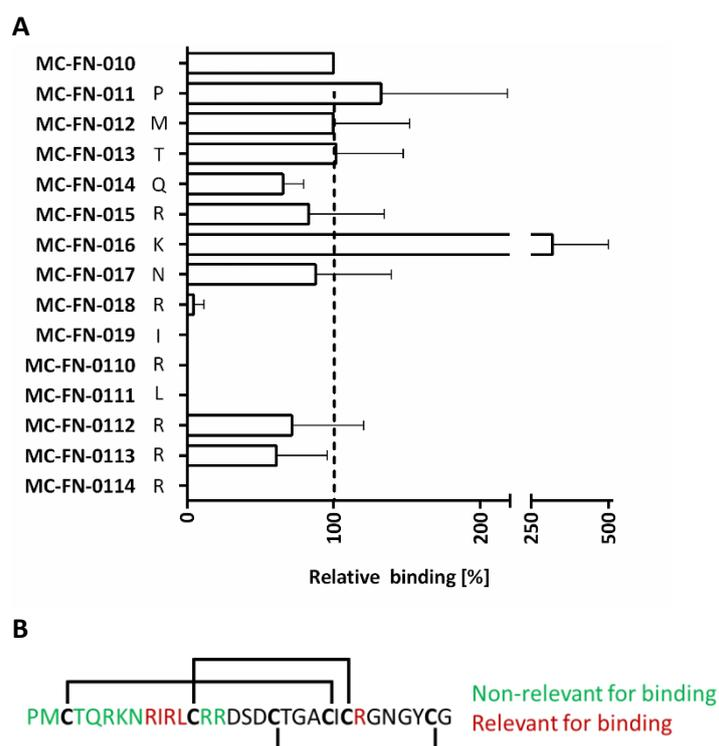 A
MC-FN-010
MC-FN-011 P
MC-FN-012 M
MC-FN-013 T
MC-FN-014 Q
MC-FN-015 R
MC-FN-016 K
MC-FN-017 N
MC-FN-018 R
MC-FN-019 I
MC-FN-0110 R
MC-FN-0111 L
MC-FN-0112 R
MC-FN-0113 R
MC-FN-0114 R
0 100 200 250 500
Relative binding [%]
B
PMCTQRKNRIRLCRRDSDCTGACICRGNGYCG
Non-relevant for binding
Relevant for binding